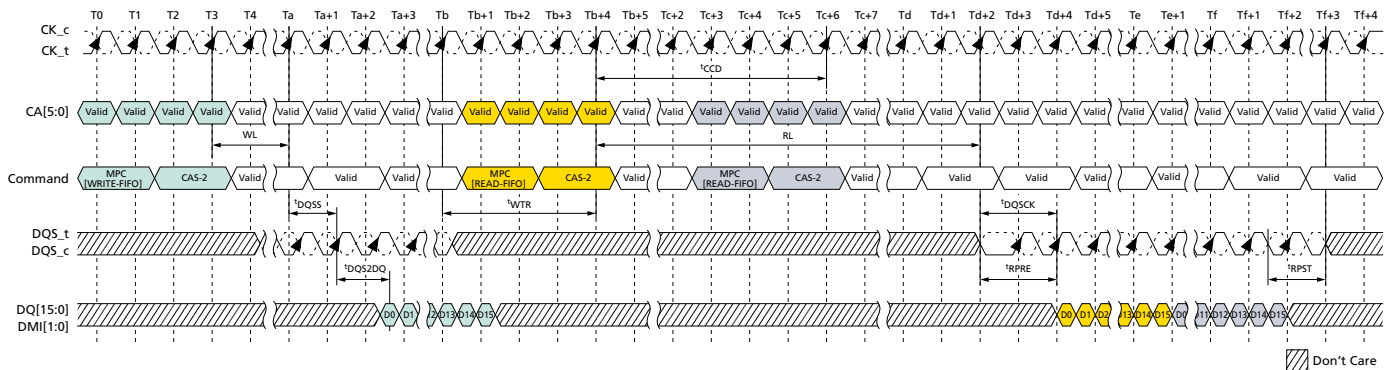 T0 T1 T2 T3 T4 Ta Ta+1 Ta+2 Ta+3 Tb Tb+1 Tb+2 Tb+3 Tb+4 Tb+5 Tc+2 Tc+3 Tc+4 Tc+5 Tc+6 Tc+7 Td Td+1 Td+2 Td+3 Td+4 Td+5 Te Te+1 Tf Tf+1 Tf+2 Tf+3 Tf+4
CK_c
CK_t
tCCD
CA[5:0] Valid Valid Valid Valid Valid Valid Valid Valid Valid Valid Valid Valid Valid Valid Valid Valid Valid Valid Valid Valid Valid Valid Valid Valid Valid Valid Valid Valid Valid Valid Valid Valid Valid Valid
WL RL
Command MPC [WRITE-FIFO] CAS-2 Valid Valid Valid MPC [READ-FIFO] CAS-2 Valid Valid MPC [READ-FIFO] CAS-2 Valid Valid Valid Valid Valid Valid
tDQSS tWTR tDQSCK
DQS_t
DQS_c
tDQS2DQ tRPRE tRPST
DQ[15:0] D0 D1 D13 D14 D15 D0 D1 D2 D13 D14 D15 D0 D11 D12 D13 D14 D15
DMI[1:0]
Don't Care